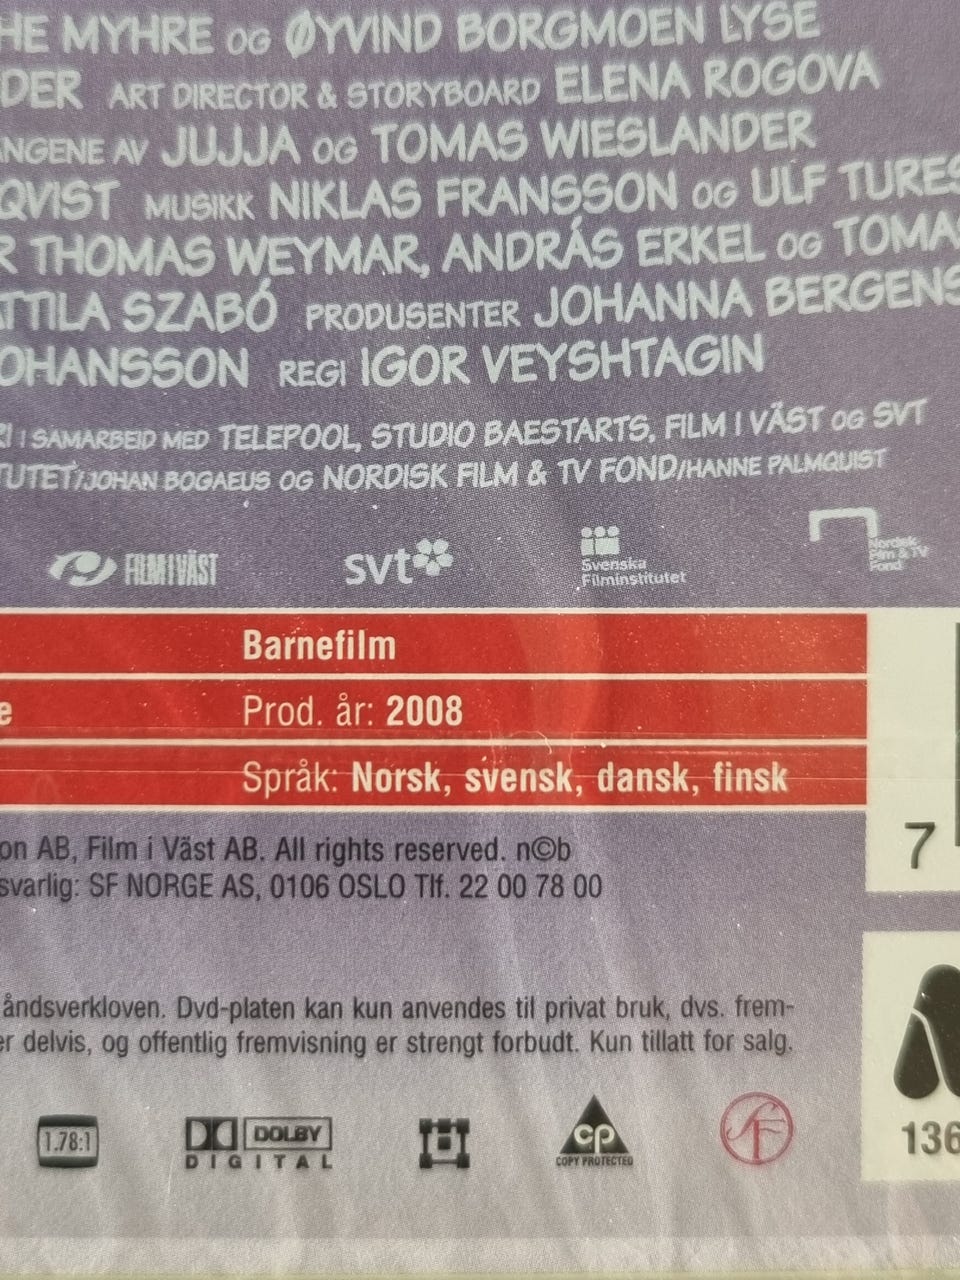 HE MYHRE OG ØYVIND BORGMOEN LYSE
DER ART DIRECTOR & STORYBOARD ELENA ROGOVA
NGENE AV JUJJA OG TOMAS WIESLANDER
QVIST MUSIKK NIKLAS FRANSSON OG ULF TURES
R THOMAS WEYMAR, ANDRÁS ERKEL OG TOMAS
ATTILA SZABÓ PRODUSENTER JOHANNA BERGENS
OHANSSON REGI IGOR VEYSHTAGIN
I SAMARBEID MED TELEPOOL, STUDIO BAESTARTS, FILM I VÄST OG SVT
TUTET/JOHAN BOGAEUS OG NORDISK FILM & TV FOND/HANNE PALMQUIST
FILM I VÄST
svt
Svenska
Filminstitutet
Nordisk
Film & TV
Fond
Barnefilm
e Prod. år: 2008
Språk: Norsk, svensk, dansk, finsk
on AB, Film i Väst AB. All rights reserved. n©b
svarlig: SF NORGE AS, 0106 OSLO Tlf. 22 00 78 00
7
åndsverkloven. Dvd-platen kan kun anvendes til privat bruk, dvs. frem-
er delvis, og offentlig fremvisning er strengt forbudt. Kun tillatt for salg.
1.78:1
DOLBY
DIGITAL
cp
COPY PROTECTED
SF
136